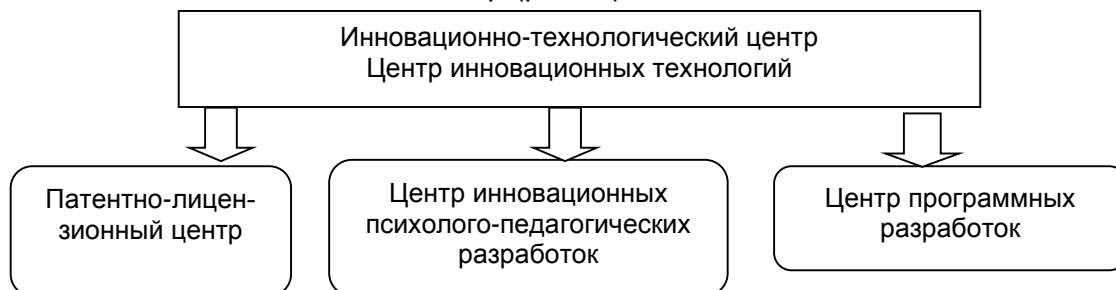 Инновационно-технологический центр
Центр инновационных технологий
Патентно-лицен-
зионный центр
Центр инновационных
психолого-педагогических
разработок
Центр программных
разработок